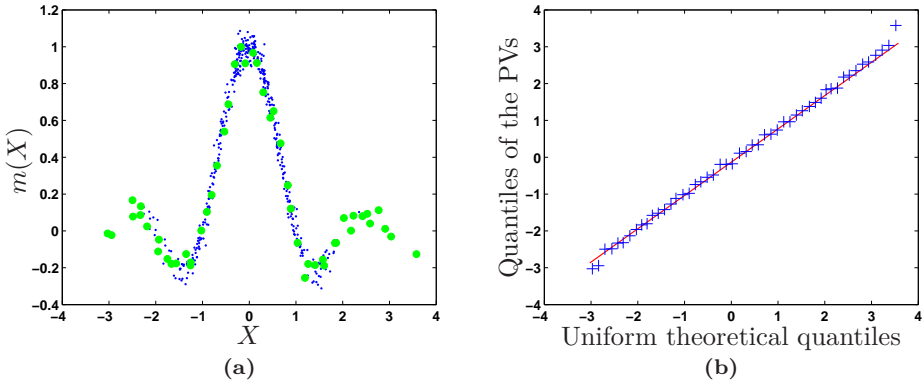 1.2
1
0.8
0.6
0.4
0.2
0
−0.2
−0.4
m(X)
−4 −3 −2 −1 0 1 2 3 4
X
(a)
4
3
2
1
0
−1
−2
−3
−4
Quantiles of the PVs
−4 −3 −2 −1 0 1 2 3 4
Uniform theoretical quantiles
(b)